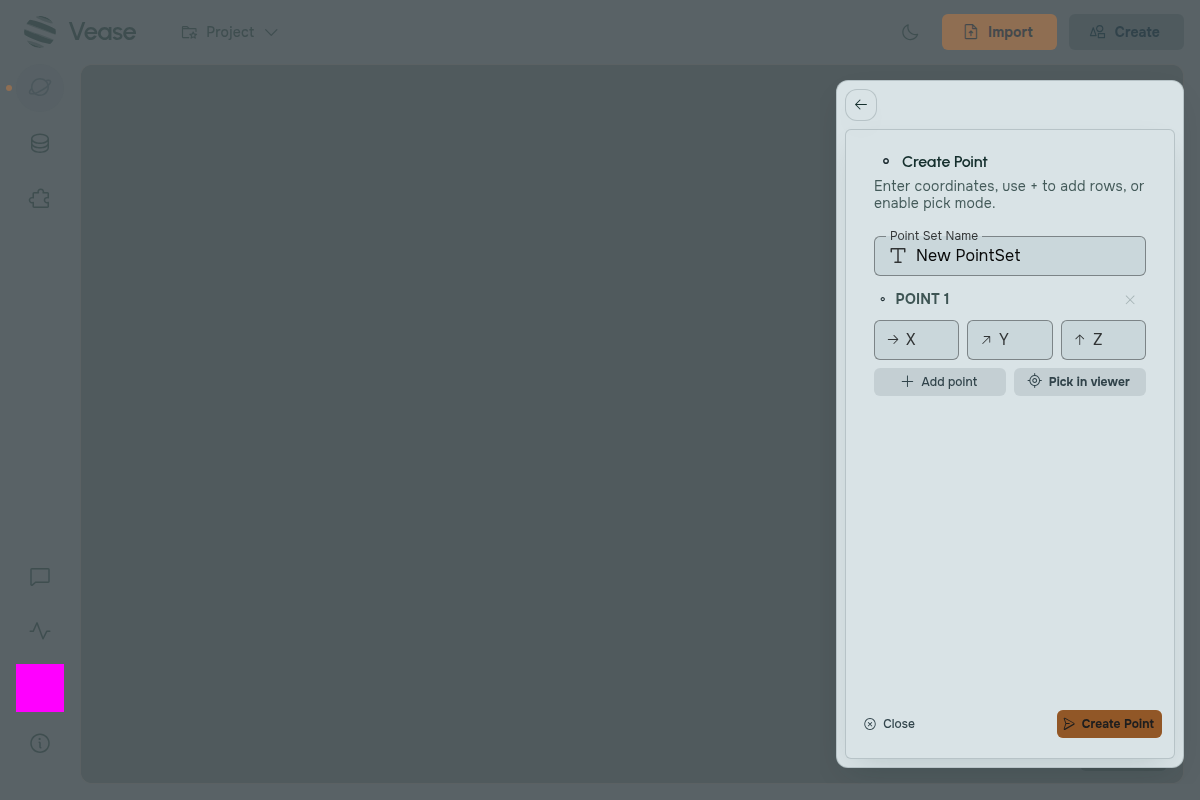 Vease
Project
Import
Create
Create Point
Enter coordinates, use + to add rows, or
enable pick mode.
Point Set Name
New PointSet
POINT 1
X
Y
Z
Add point
Pick in viewer
Close
Create Point